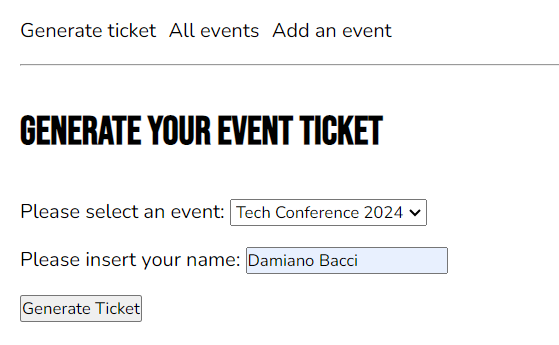 Generate ticket All events Add an event
GENERATE YOUR EVENT TICKET
Please select an event: Tech Conference 2024
Please insert your name: Damiano Bacci
Generate Ticket